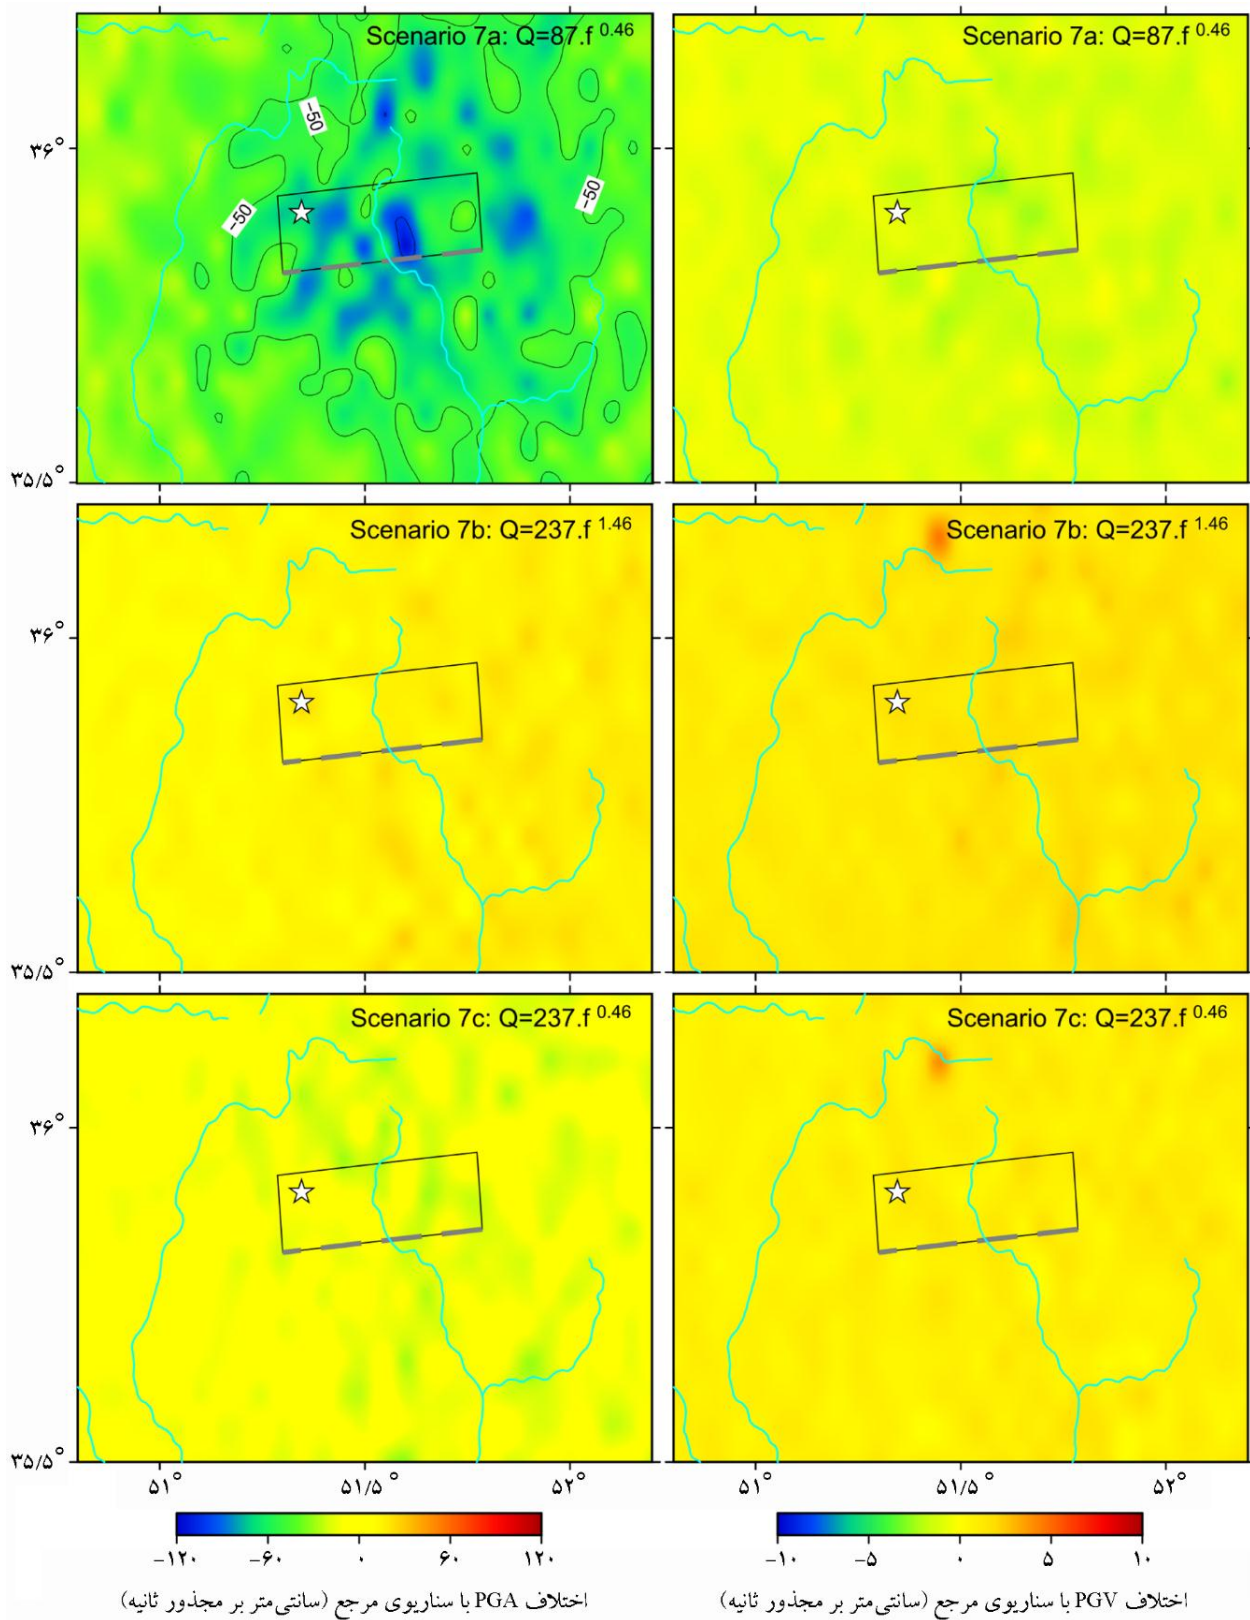 Scenario 7a: Q=87.f 0.46
Scenario 7a: Q=87.f 0.46
-50
-50
-50
۳۶°
۳۵/۵°
Scenario 7b: Q=237.f 1.46
Scenario 7b: Q=237.f 1.46
۳۶°
۳۵/۵°
Scenario 7c: Q=237.f 0.46
Scenario 7c: Q=237.f 0.46
۳۶°
۳۵/۵°
۵۱° ۵۱/۵° ۵۲°
۵۱° ۵۱/۵° ۵۲°
-۱۲۰ -۶۰ ۰ ۶۰ ۱۲۰
-۱۰ -۵ ۰ ۵ ۱۰
اختلاف PGA با سناریوی مرجع (سانتی‌متر بر مجذور ثانیه)
اختلاف PGV با سناریوی مرجع (سانتی‌متر بر مجذور ثانیه)